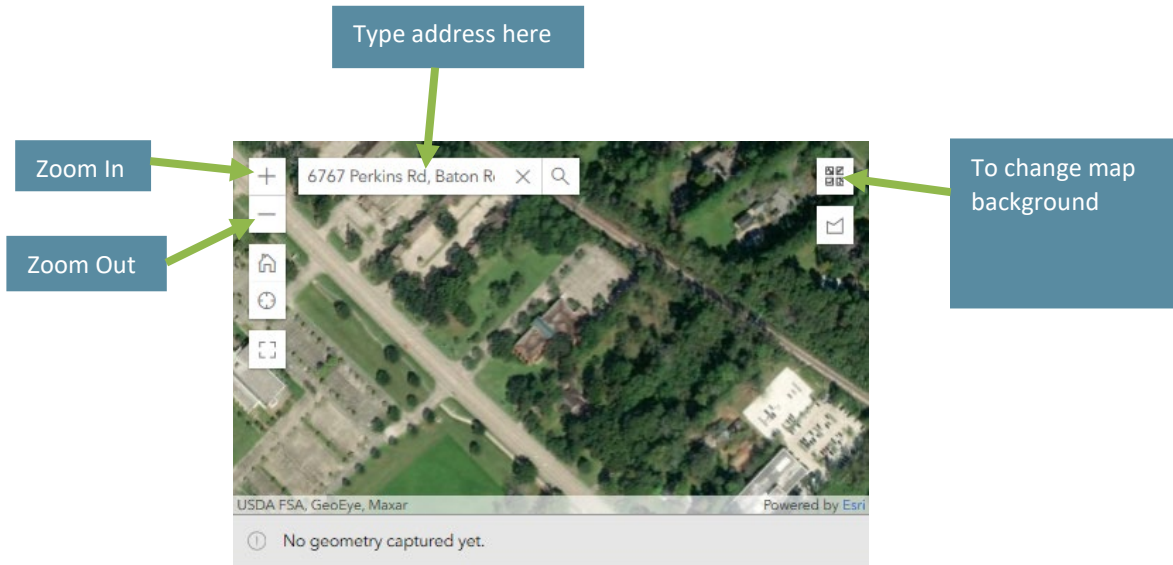 Type address here
Zoom In
6767 Perkins Rd, Baton R
To change map
background
Zoom Out
USDA FSA, GeoEye, Maxar
Powered by Esri
No geometry captured yet.